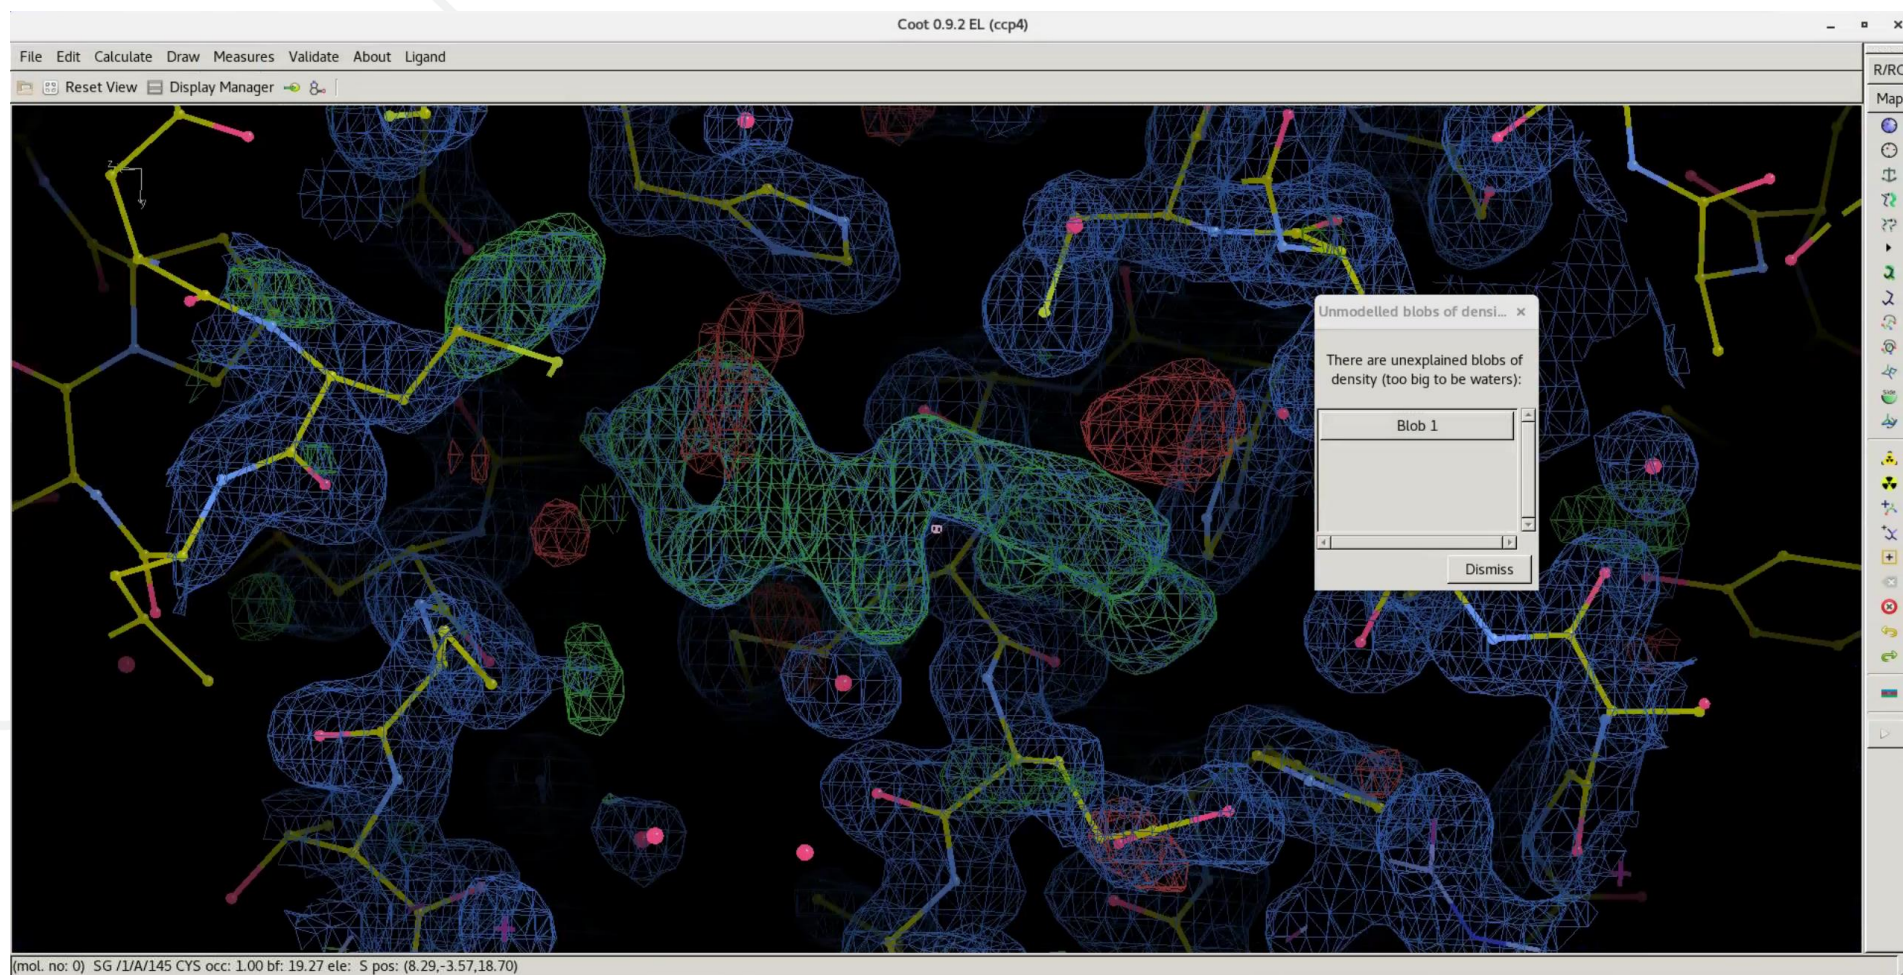 Coot 0.9.2 EL (ccp4)
File Edit Calculate Draw Measures Validate About Ligand
Reset View Display Manager
R/RC
Map
z
y
Unmodelled blobs of densi...
There are unexplained blobs of
density (too big to be waters):
Blob 1
Dismiss
(mol. no: 0) SG /1/A/145 CYS occ: 1.00 bf: 19.27 ele: S pos: (8.29,-3.57,18.70)